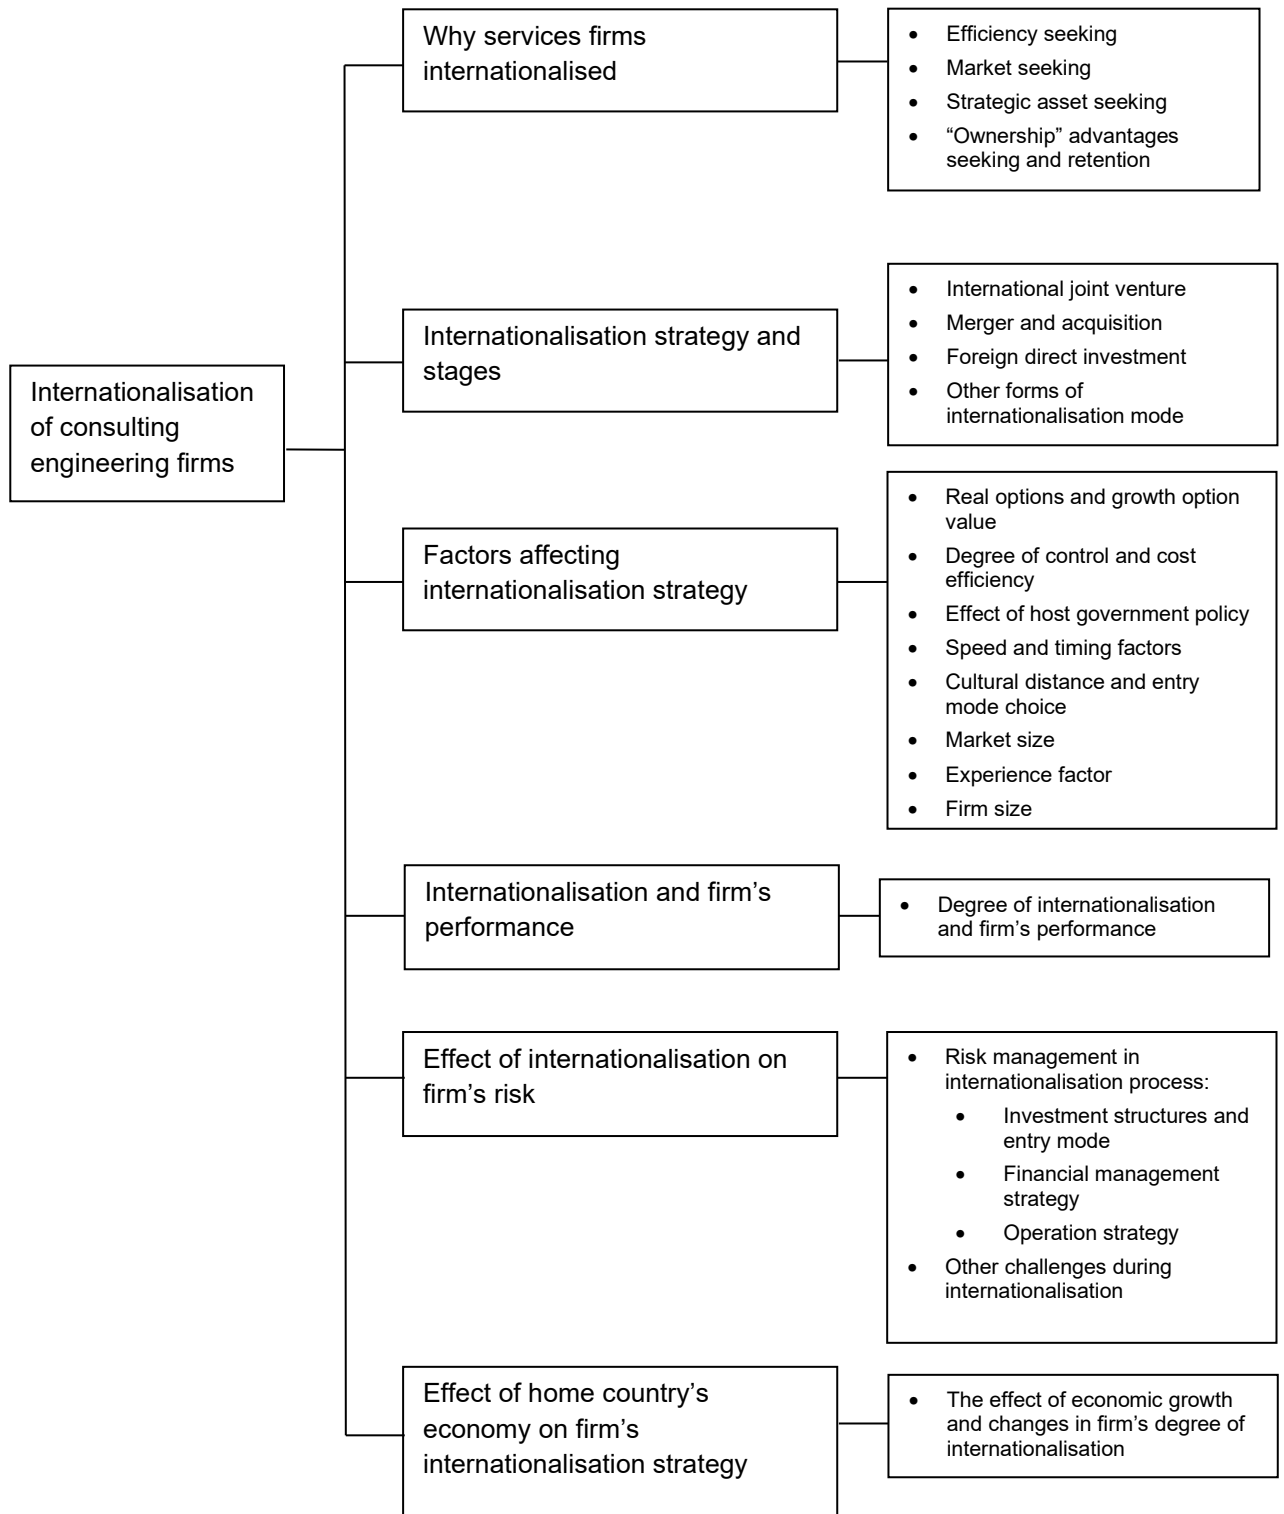 Why services firms
internationalised
• Efficiency seeking
• Market seeking
• Strategic asset seeking
• “Ownership” advantages
seeking and retention
Internationalisation strategy and
stages
• International joint venture
• Merger and acquisition
• Foreign direct investment
• Other forms of
internationalisation mode
Internationalisation
of consulting
engineering firms
Factors affecting
internationalisation strategy
• Real options and growth option
value
• Degree of control and cost
efficiency
• Effect of host government policy
• Speed and timing factors
• Cultural distance and entry
mode choice
• Market size
• Experience factor
• Firm size
Internationalisation and firm’s
performance
• Degree of internationalisation
and firm’s performance
Effect of internationalisation on
firm’s risk
• Risk management in
internationalisation process:
• Investment structures and
entry mode
• Financial management
strategy
• Operation strategy
• Other challenges during
internationalisation
Effect of home country’s
economy on firm’s
internationalisation strategy
• The effect of economic growth
and changes in firm’s degree of
internationalisation